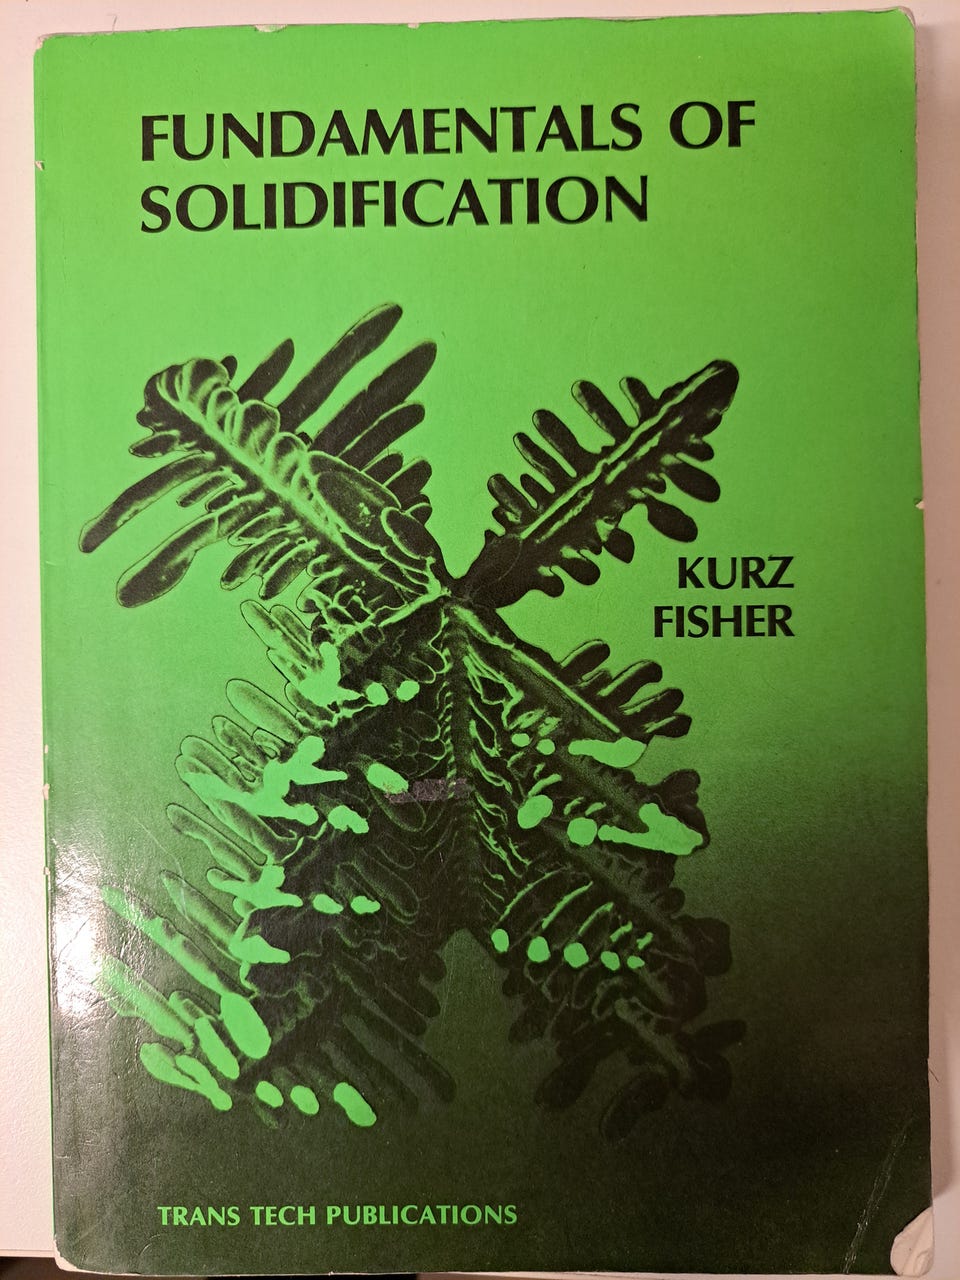 FUNDAMENTALS OF
SOLIDIFICATION
KURZ
FISHER
TRANS TECH PUBLICATIONS